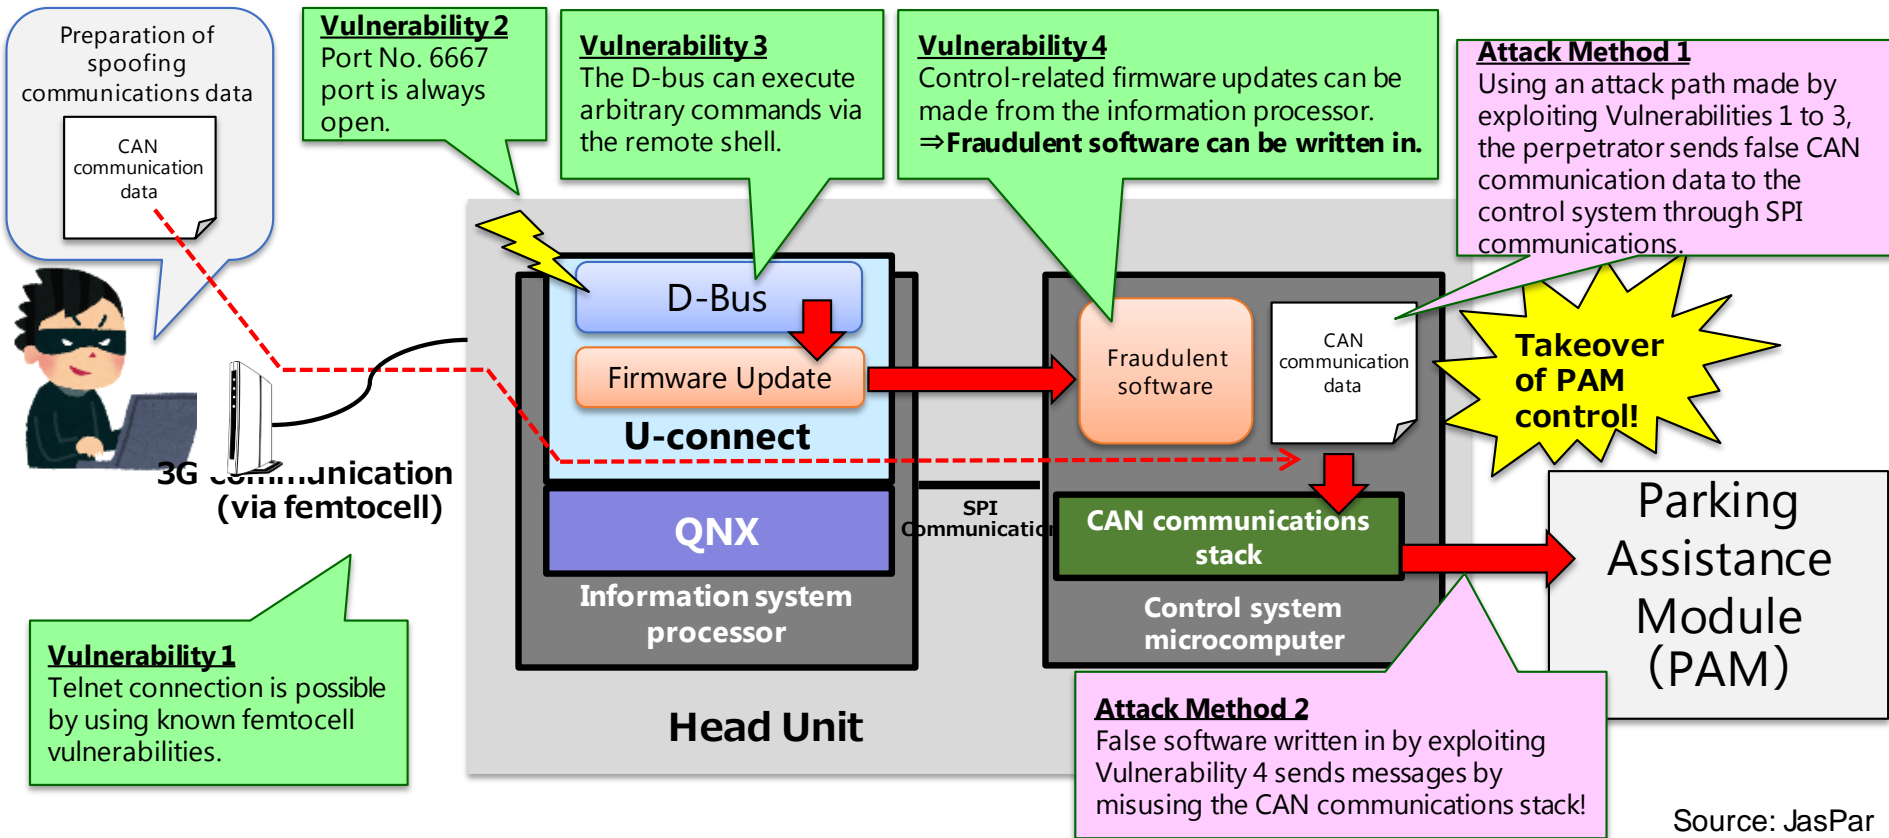 Preparation of
spoofing
communications data
CAN
communication
data
Vulnerability 2
Port No. 6667
port is always
open.
Vulnerability 3
The D-bus can execute
arbitrary commands via
the remote shell.
Vulnerability 4
Control-related firmware updates can be
made from the information processor.
⇒Fraudulent software can be written in.
Attack Method 1
Using an attack path made by
exploiting Vulnerabilities 1 to 3,
the perpetrator sends false CAN
communication data to the
control system through SPI
communications.
D-Bus
Firmware Update
U-connect
QNX
Information system
processor
Fraudulent
software
CAN
communication
data
Takeover
of PAM
control!
3G communication
(via femtocell)
SPI
Communication
CAN communications
stack
Control system
microcomputer
Parking
Assistance
Module
(PAM)
Vulnerability 1
Telnet connection is possible
by using known femtocell
vulnerabilities.
Head Unit
Attack Method 2
False software written in by exploiting
Vulnerability 4 sends messages by
misusing the CAN communications stack!
Source: JasPar